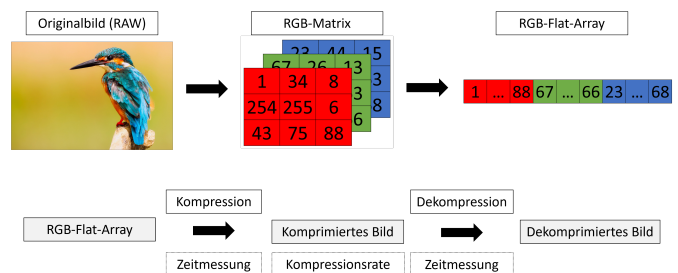 Originalbild (RAW)
RGB-Matrix
RGB-Flat-Array
23 44 15
67 26 13
3
1 34 8
3
8
254 255 6
6
43 75 88
1 ... 88 67 ... 66 23 ... 68
Kompression
Dekompression
RGB-Flat-Array
Komprimiertes Bild
Dekomprimiertes Bild
Zeitmessung
Kompressionsrate
Zeitmessung